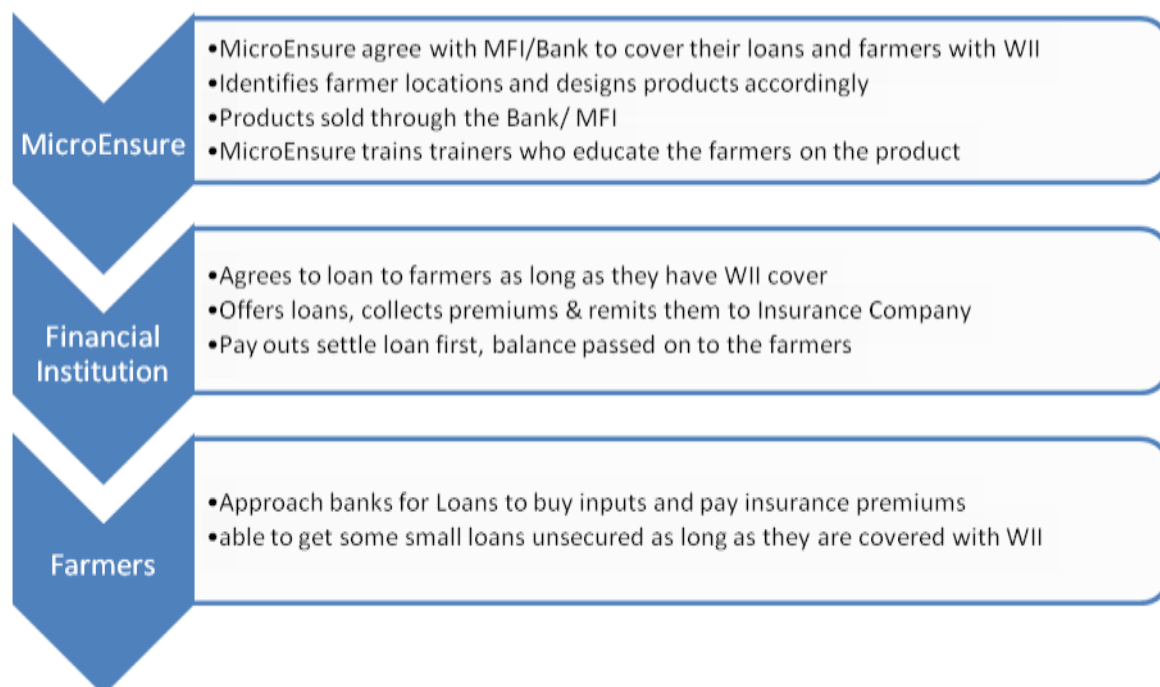 MicroEnsure
•MicroEnsure agree with MFI/Bank to cover their loans and farmers with WII
•Identifies farmer locations and designs products accordingly
•Products sold through the Bank/ MFI
•MicroEnsure trains trainers who educate the farmers on the product
Financial
Institution
•Agrees to loan to farmers as long as they have WII cover
•Offers loans, collects premiums & remits them to Insurance Company
•Pay outs settle loan first, balance passed on to the farmers
Farmers
•Approach banks for Loans to buy inputs and pay insurance premiums
•able to get some small loans unsecured as long as they are covered with WII